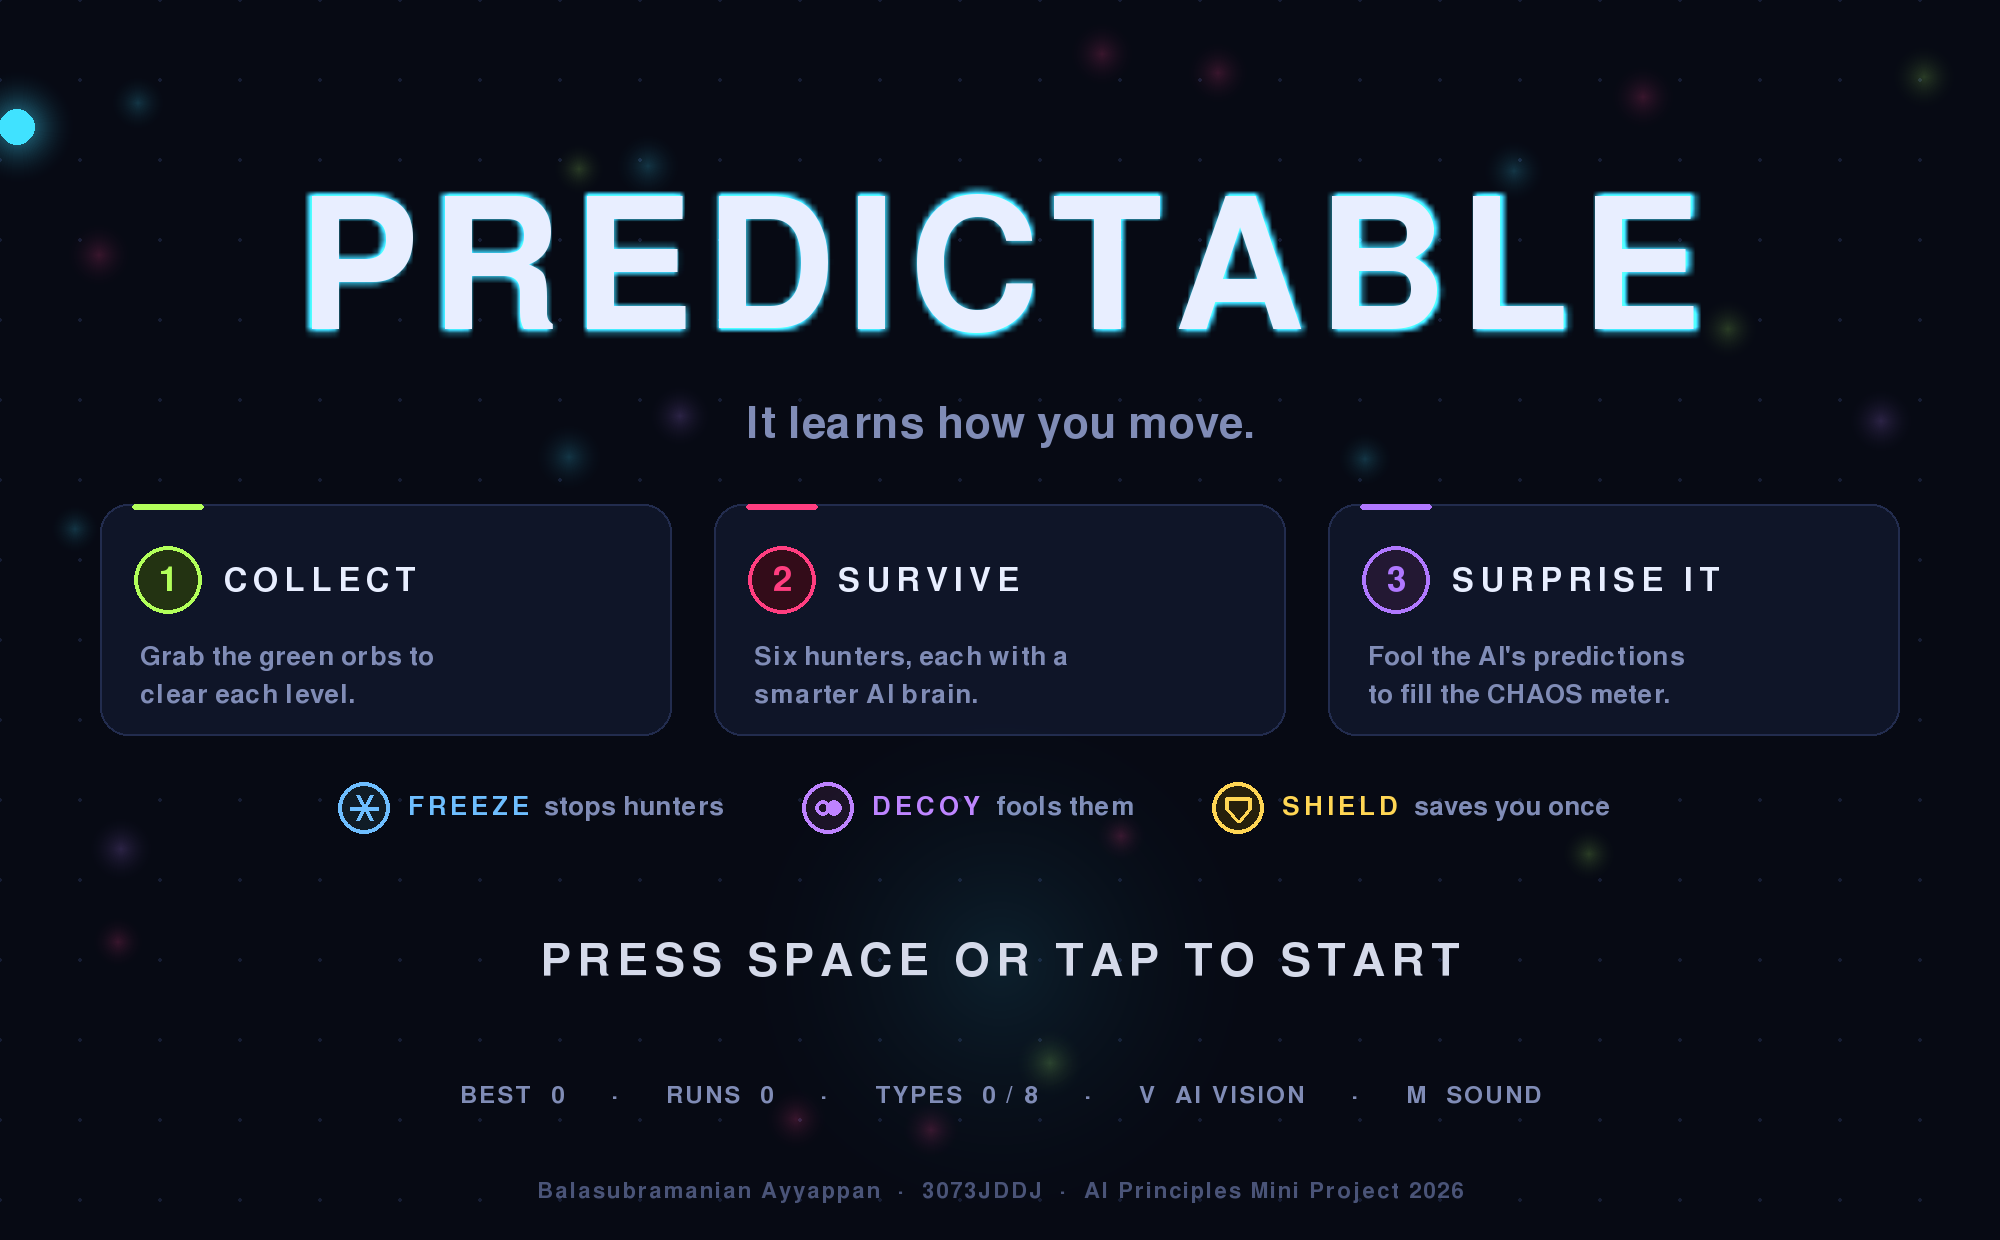 PREDICTABLE
It learns how you move.
1 COLLECT
Grab the green orbs to
clear each level.
2 SURVIVE
Six hunters, each with a
smarter AI brain.
3 SURPRISE IT
Fool the AI's predictions
to fill the CHAOS meter.
FREEZE stops hunters
DECOY fools them
SHIELD saves you once
PRESS SPACE OR TAP TO START
BEST 0 · RUNS 0 · TYPES 0 / 8 · V AI VISION · M SOUND
Balasubramanian Ayyappan · 3073JDDJ · AI Principles Mini Project 2026